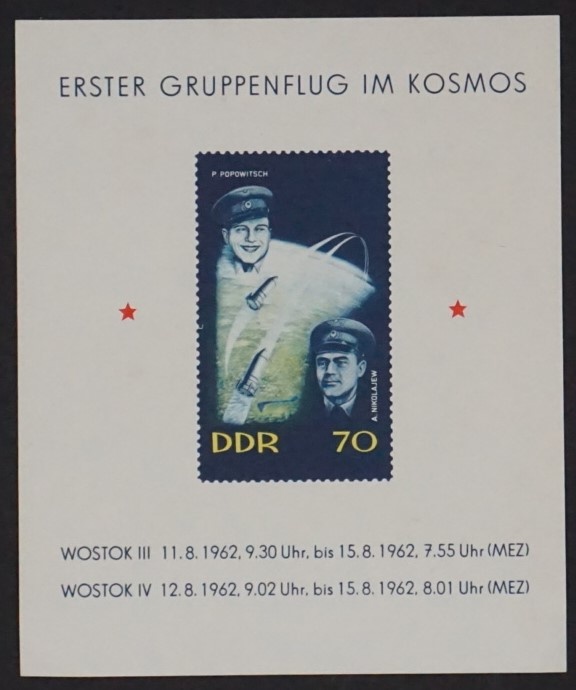 ERSTER GRUPPENFLUG IM KOSMOS
P POPOWITSCH
A. NIKOLAJEW
DDR 70
WOSTOK III 11.8.1962, 9.30 Uhr, bis 15.8.1962, 7.55 Uhr (MEZ)
WOSTOK IV 12.8.1962, 9.02 Uhr, bis 15.8.1962, 8.01 Uhr (MEZ)